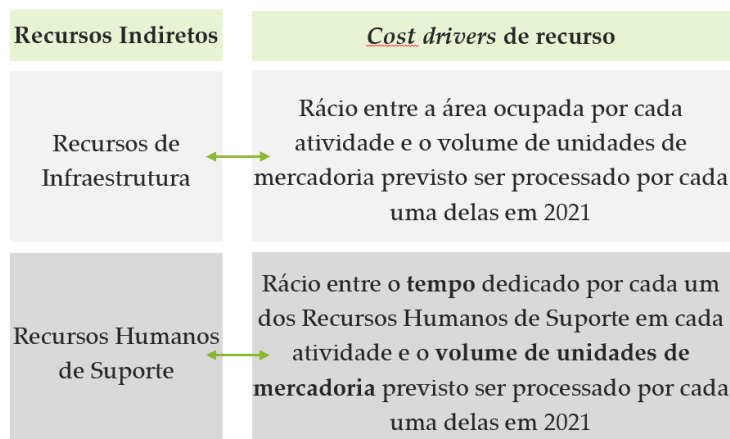 Recursos Indiretos
Cost drivers de recurso
Recursos de
Infraestrutura
Rácio entre a área ocupada por cada
atividade e o volume de unidades de
mercadoria previsto ser processado por cada
uma delas em 2021
Recursos Humanos
de Suporte
Rácio entre o tempo dedicado por cada um
dos Recursos Humanos de Suporte em cada
atividade e o volume de unidades de
mercadoria previsto ser processado por cada
uma delas em 2021